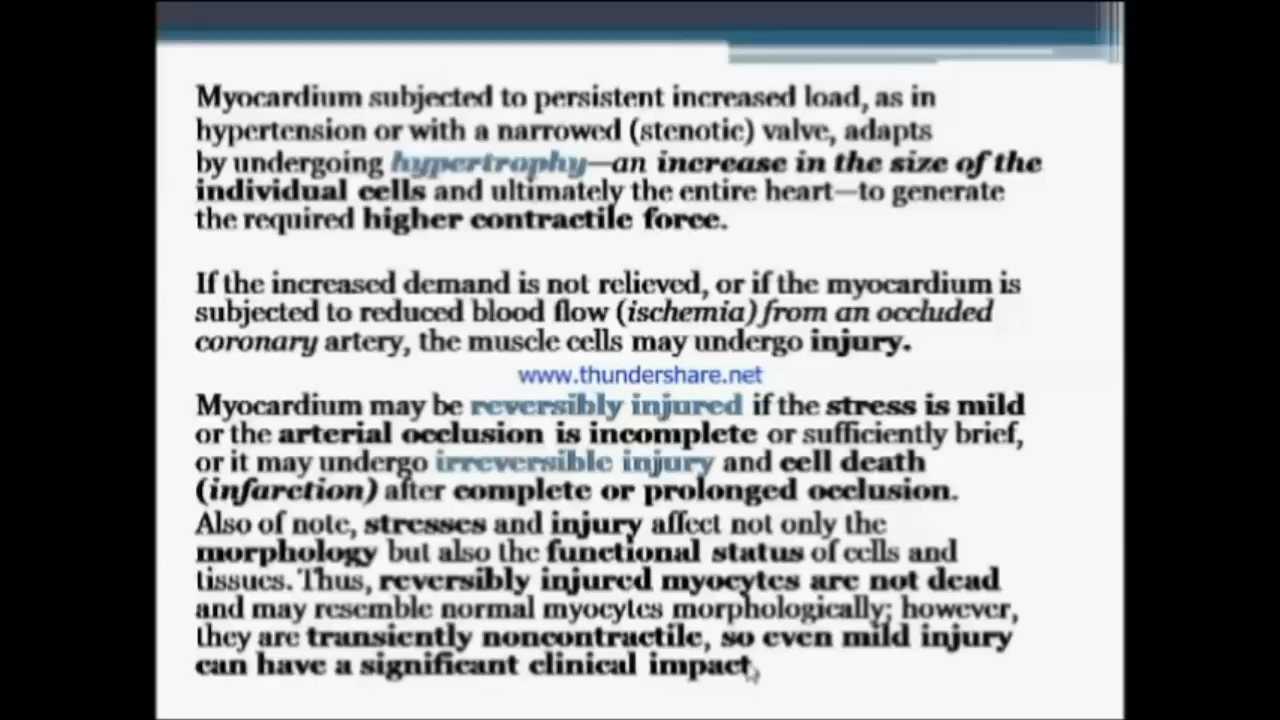 Myocardium subjected to persistent increased load, as in
hypertension or with a narrowed (stenotic) valve, adapts
by undergoing hypertrophy—an increase in the size of the
individual cells and ultimately the entire heart—to generate
the required higher contractile force.
If the increased demand is not relieved, or if the myocardium is
subjected to reduced blood flow (ischemia) from an occluded
coronary artery, the muscle cells may undergo injury.
www.thundershare.net
Myocardium may be reversibly injured if the stress is mild
or the arterial occlusion is incomplete or sufficiently brief,
or it may undergo irreversible injury and cell death
(infarction) after complete or prolonged occlusion.
Also of note, stresses and injury affect not only the
morphology but also the functional status of cells and
tissues. Thus, reversibly injured myocytes are not dead
and may resemble normal myocytes morphologically; however,
they are transiently noncontractile, so even mild injury
can have a significant clinical impact.